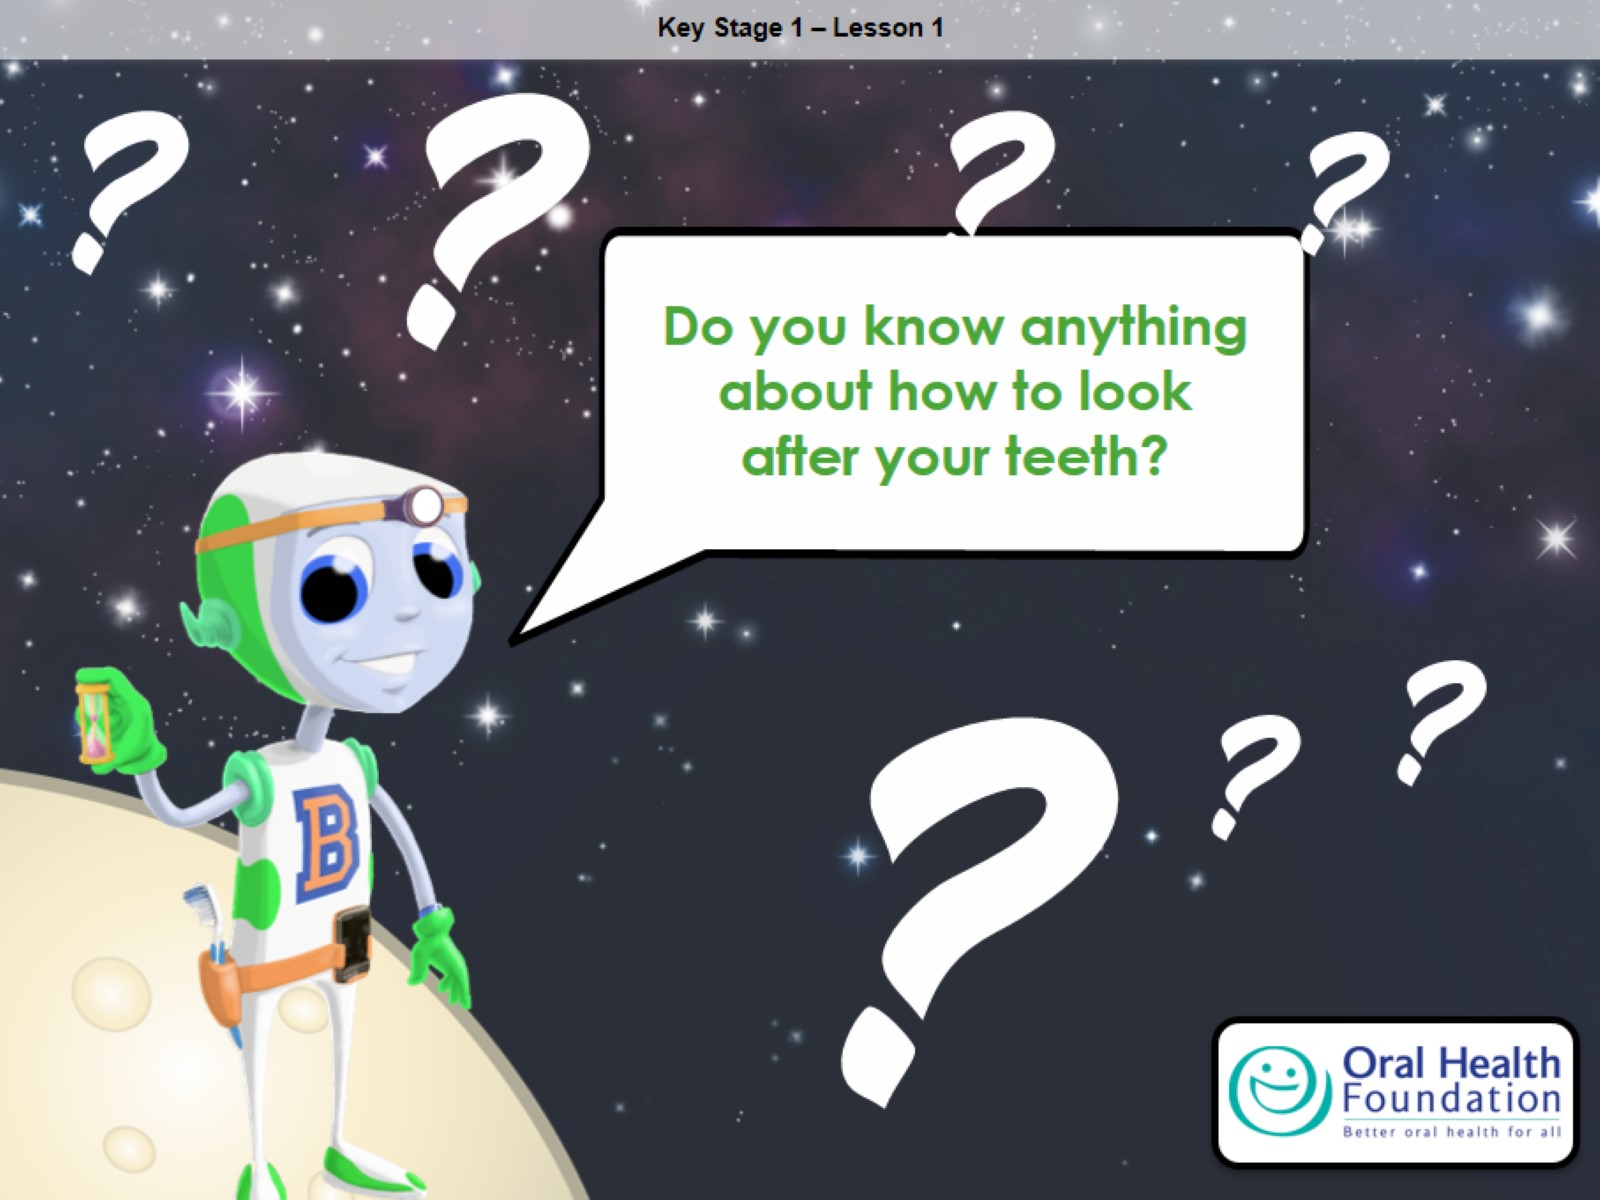 Key Stage 1 – Lesson 1
? ? ? ?
Do you know anything
about how to look
after your teeth?
B
? ? ?
Oral Health
Foundation
Better oral health for all